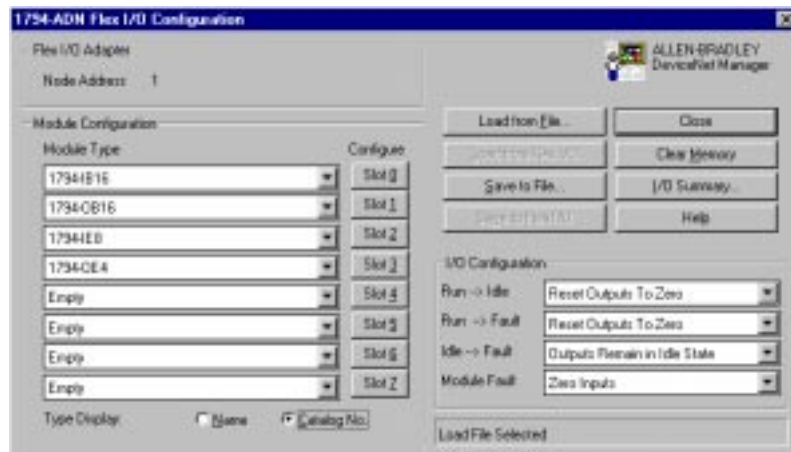 1794-ADN Flex I/O Configuration
Flex I/O Adapter
Node Address 1
ALLEN-BRADLEY
DeviceNet Manager
Module Configuration
Module Type Configure
1794-IB16 Slot 0
1794-OB16 Slot 1
1794-IE8 Slot 2
1794-OE4 Slot 3
Empty Slot 4
Empty Slot 5
Empty Slot 6
Empty Slot 7
Type Display: Name Catalog No.
Load from File... Close
Clear Memory
Save to File... I/O Summary...
Help
I/O Configuration
Run -> Idle Reset Outputs To Zero
Run -> Fault Reset Outputs To Zero
Idle --> Fault Outputs Remain in Idle State
Module Fault Zero Inputs
Load File Selected